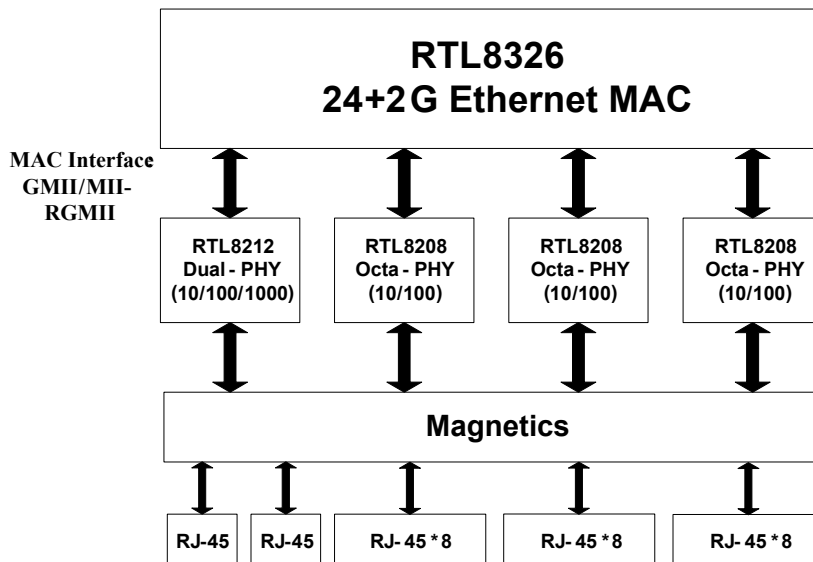 RTL8326
24+2G Ethernet MAC
MAC Interface
GMII/MII-
RGMII
RTL8212
Dual - PHY
(10/100/1000)
RTL8208
Octa - PHY
(10/100)
RTL8208
Octa - PHY
(10/100)
RTL8208
Octa - PHY
(10/100)
Magnetics
RJ-45
RJ-45
RJ- 45 * 8
RJ- 45 * 8
RJ- 45 * 8